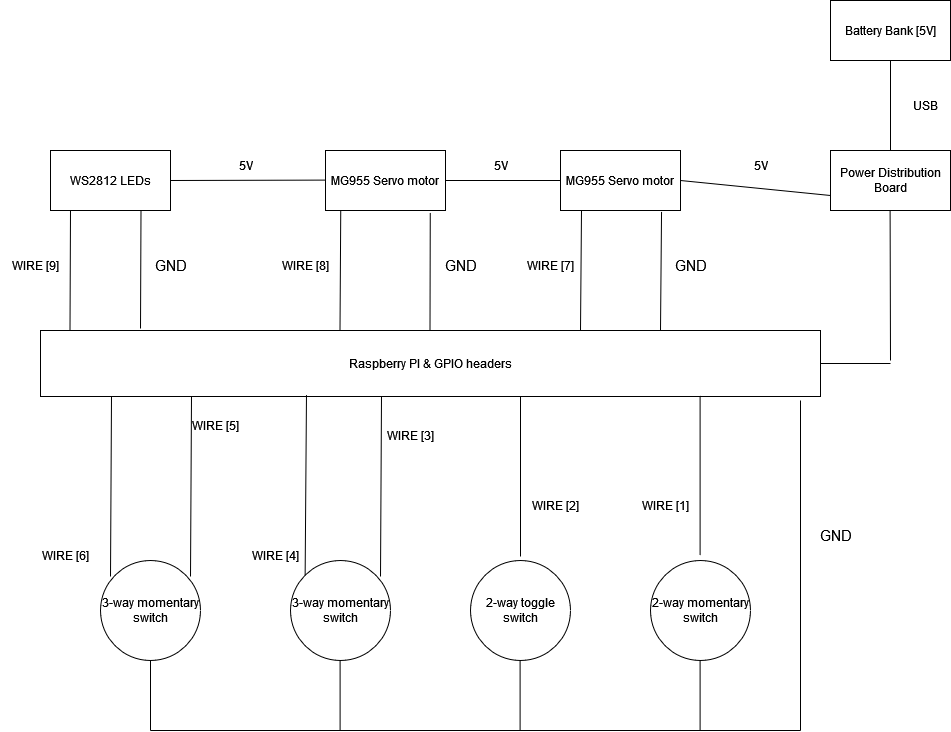 Battery Bank [5V]
USB
5V
5V
5V
WS2812 LEDs
MG955 Servo motor
MG955 Servo motor
Power Distribution
Board
WIRE [9]
GND
WIRE [8]
GND
WIRE [7]
GND
Raspberry PI & GPIO headers
WIRE [5]
WIRE [3]
WIRE [2]
WIRE [1]
GND
WIRE [6]
WIRE [4]
3-way momentary
switch
3-way momentary
switch
2-way toggle
switch
2-way momentary
switch